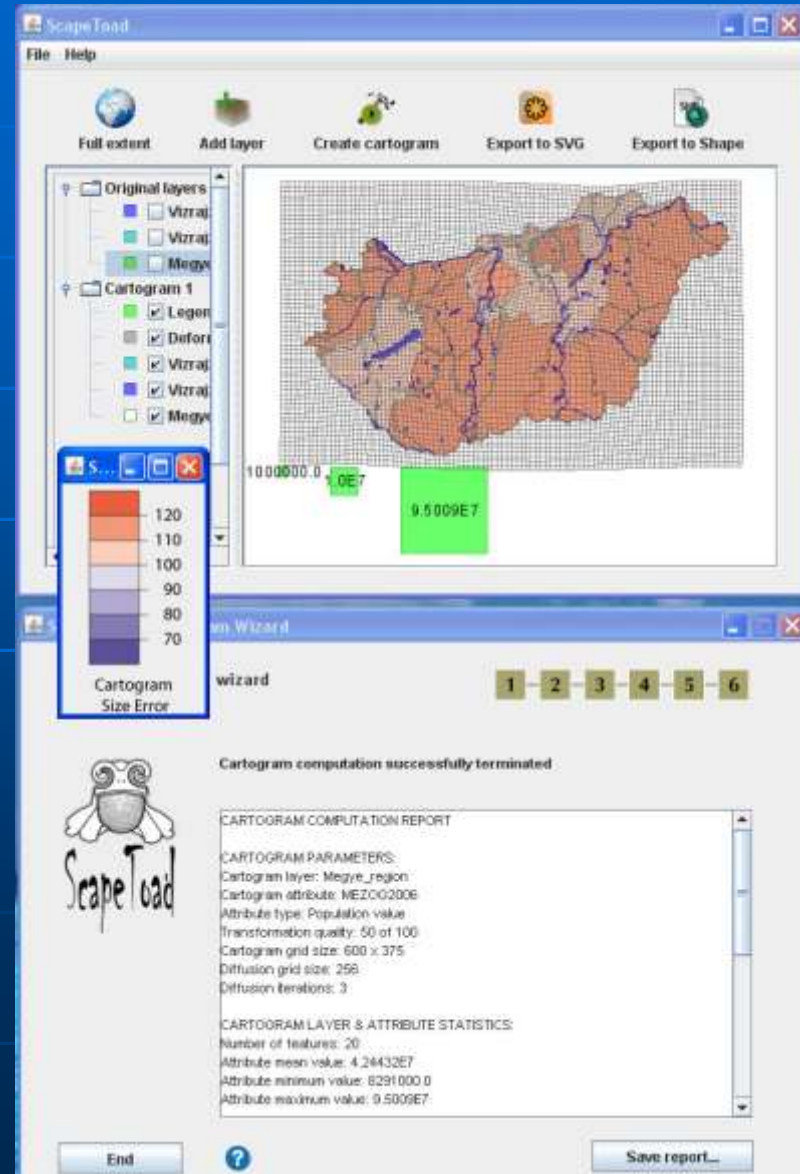 ScapeToad
File Help
Full extent Add layer Create cartogram Export to SVG Export to Shape
Original layers
Vizraj
Vizraj
Megye
Cartogram 1
Legen
Defor
Vizraj
Vizraj
Megye
1000000.0
1.0E7
9.5009E7
S...
120
110
100
90
80
70
Cartogram
Size Error
Wizard
wizard
1 2 3 4 5 6
Cartogram computation successfully terminated
ScapeToad
CARTOGRAM COMPUTATION REPORT
CARTOGRAM PARAMETERS:
Cartogram layer: Megye_region
Cartogram attribute: MEZOG2006
Attribute type: Population value
Transformation quality: 50 of 100
Cartogram grid size: 600 x 375
Diffusion grid size: 256
Diffusion iterations: 3
CARTOGRAM LAYER & ATTRIBUTE STATISTICS:
Number of features: 20
Attribute mean value: 4.24432E7
Attribute minimum value: 8291000.0
Attribute maximum value: 9.5009E7
End
Save report...